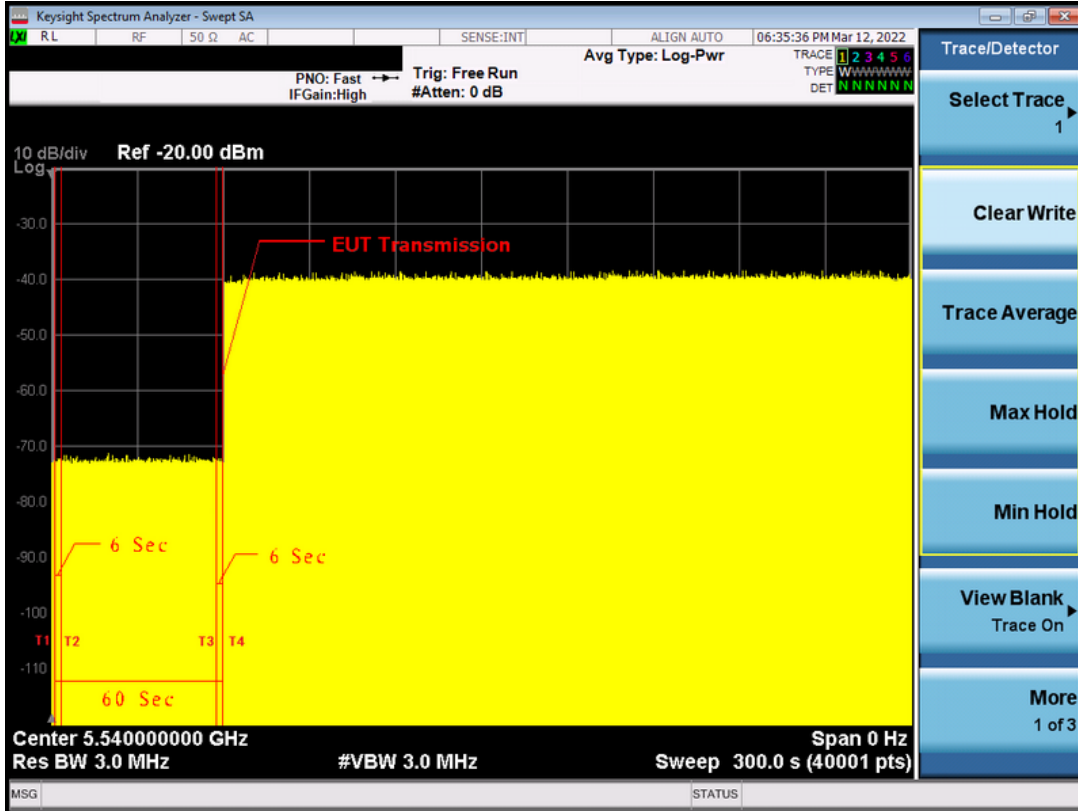 Keysight Spectrum Analyzer - Swept SA
LXI RL RF 50 Ω AC SENSE:INT ALIGN AUTO 06:35:36 PM Mar 12, 2022
Avg Type: Log-Pwr
TRACE 1 2 3 4 5 6
PNO: Fast Trig: Free Run
TYPE WWWWWW
IFGain:High #Atten: 0 dB
DET N N N N N N
10 dB/div Ref -20.00 dBm
Log
-30.0
-40.0
-50.0
-60.0
-70.0
-80.0
-90.0
-100
-110
EUT Transmission
6 Sec
6 Sec
T1 T2 T3 T4
60 Sec
Center 5.540000000 GHz Span 0 Hz
Res BW 3.0 MHz #VBW 3.0 MHz Sweep 300.0 s (40001 pts)
MSG STATUS
Trace/Detector
Select Trace
1
Clear Write
Trace Average
Max Hold
Min Hold
View Blank
Trace On
More
1 of 3